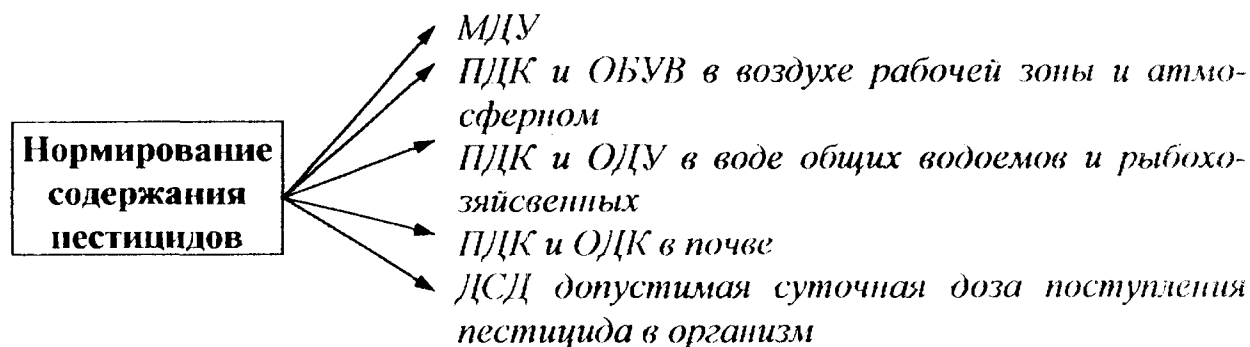 Нормирование
содержания
пестицидов
МДУ
ПДК и ОБУВ в воздухе рабочей зоны и атмо-
сферном
ПДК и ОДУ в воде общих водоемов и рыбохо-
зяйсвенных
ПДК и ОДК в почве
ДСД допустимая суточная доза поступления
пестицида в организм